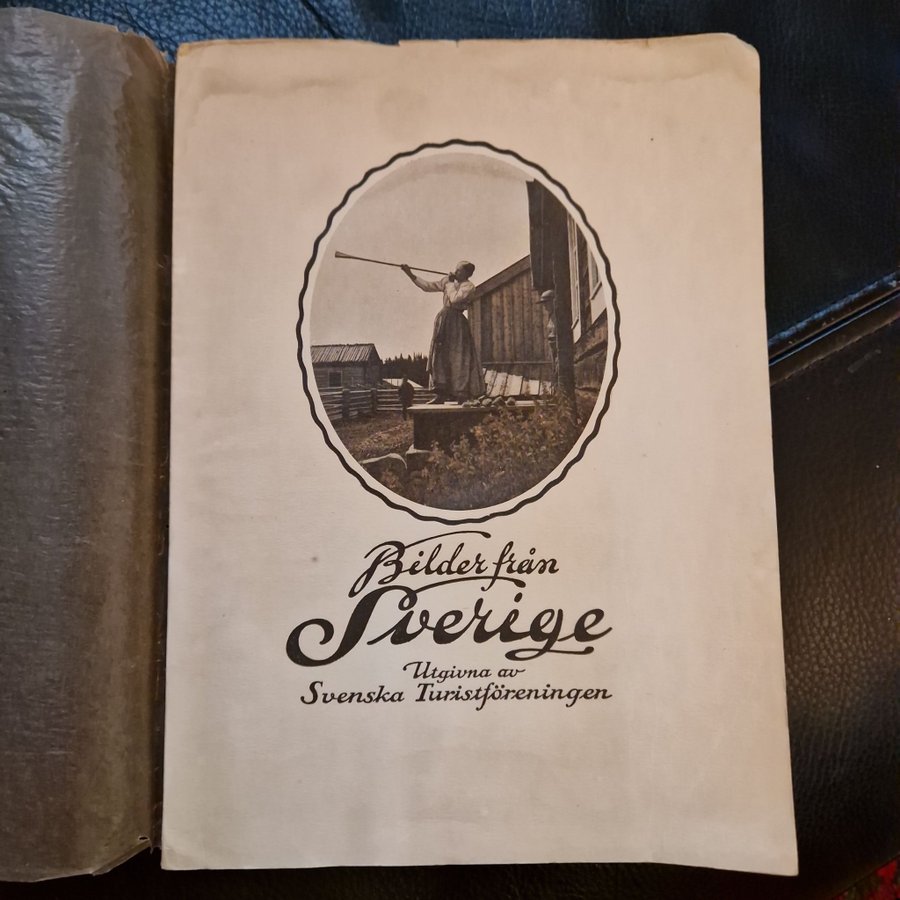 Bilder från
Sverige
Utgivna av
Svenska Turistföreningen